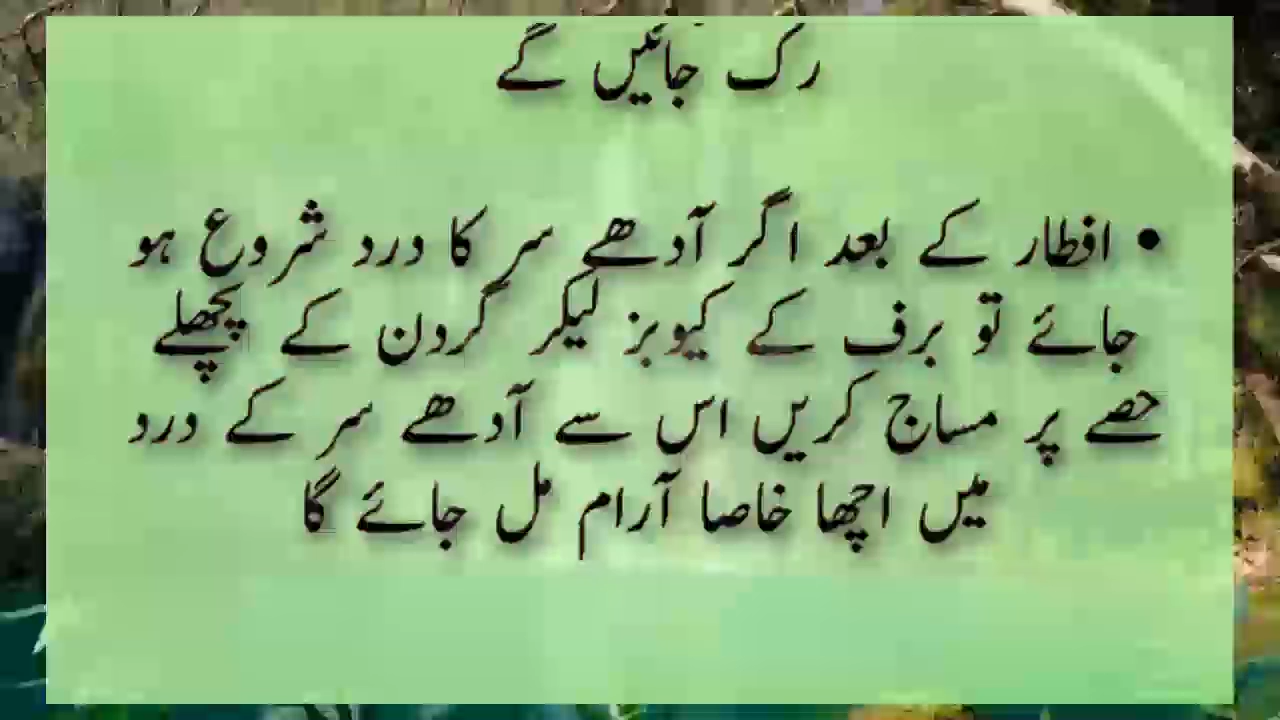 رک جائیں گے
• افطار کے بعد اگر آدھے سر کا درد شروع ہو
جائے تو برف کے کیوبز لیکر گردن کے پچھلے
حصے پر مساج کریں اس سے آدھے سر کے درد
میں اچھا خاصا آرام مل جائے گا